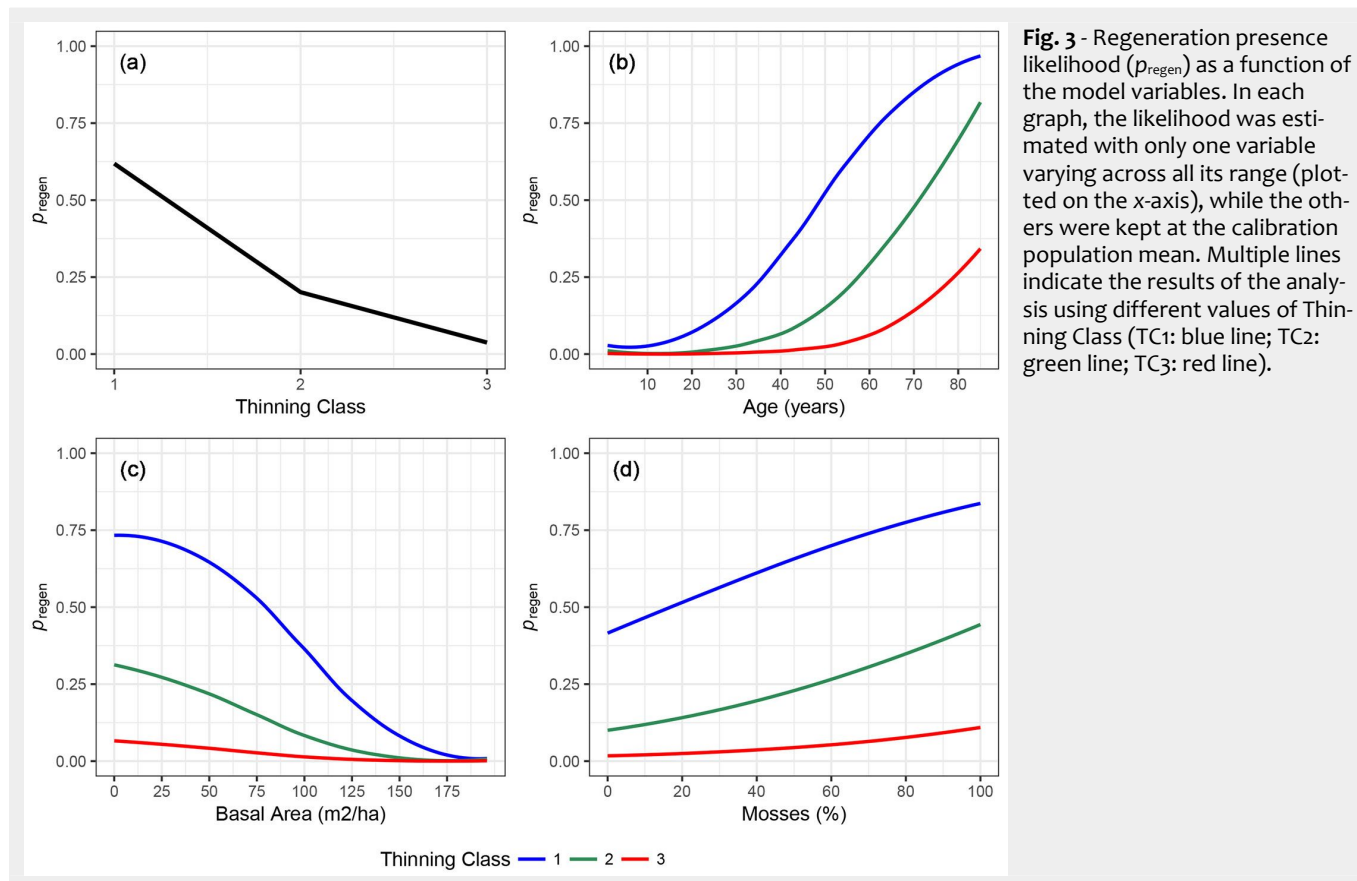 1.00
0.75
0.50
0.25
0.00
pregen
(a)
1 2 3
Thinning Class
1.00
0.75
0.50
0.25
0.00
pregen
(b)
10 20 30 40 50 60 70 80
Age (years)
1.00
0.75
0.50
0.25
0.00
pregen
(c)
0 25 50 75 100 125 150 175
Basal Area (m2/ha)
1.00
0.75
0.50
0.25
0.00
pregen
(d)
0 20 40 60 80 100
Mosses (%)
Thinning Class 1 2 3
Fig. 3 - Regeneration presence
likelihood (pregen) as a function of
the model variables. In each
graph, the likelihood was esti-
mated with only one variable
varying across all its range (plot-
ted on the x-axis), while the oth-
ers were kept at the calibration
population mean. Multiple lines
indicate the results of the analy-
sis using different values of Thin-
ning Class (TC1: blue line; TC2:
green line; TC3: red line).